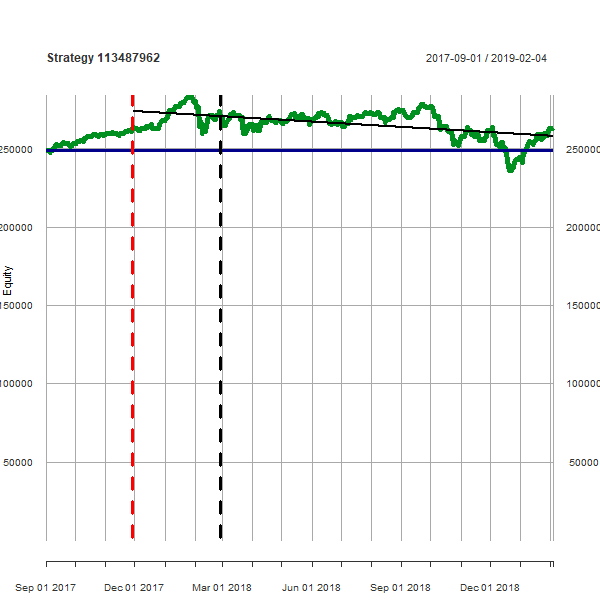 Strategy 113487962
2017-09-01 / 2019-02-04
250000 250000
200000 200000
Equity
150000 150000
100000 100000
50000 50000
Sep 01 2017 Dec 01 2017 Mar 01 2018 Jun 01 2018 Sep 01 2018 Dec 01 2018